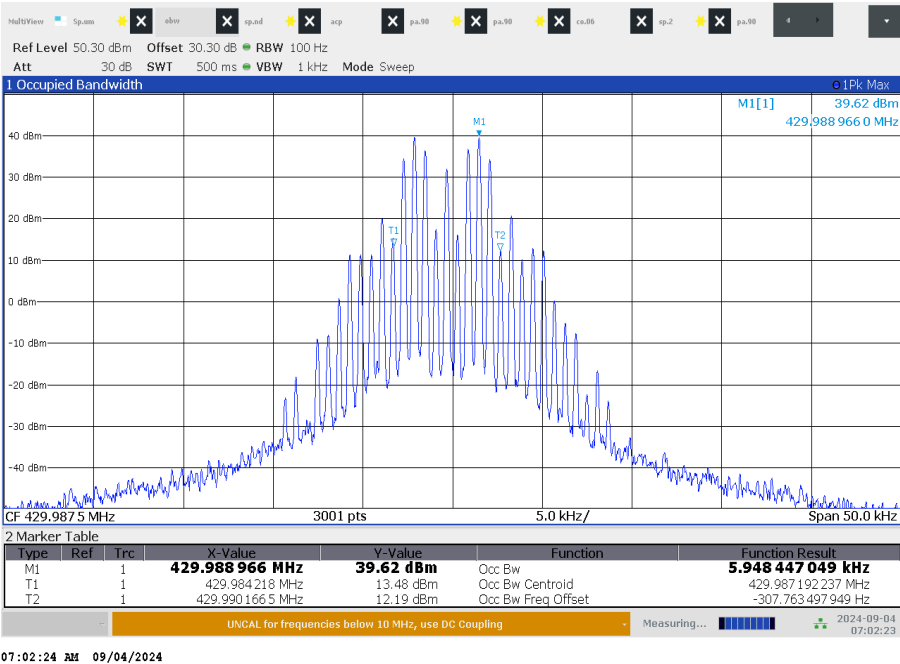 MultiView Sp.um obw sp.nd acp pa.90 pa.90 co.06 sp.2 pa.90
Ref Level 50.30 dBm Offset 30.30 dB RBW 100 Hz
Att 30 dB SWT 500 ms VBW 1 kHz Mode Sweep
1 Occupied Bandwidth 1Pk Max
M1[1] 39.62 dBm
429.988 966 0 MHz
M1
40 dBm
30 dBm
20 dBm
T1
T2
10 dBm
0 dBm
-10 dBm
-20 dBm
-30 dBm
-40 dBm
CF 429.987 5 MHz 3001 pts 5.0 kHz/ Span 50.0 kHz
2 Marker Table
Type Ref Trc X-Value Y-Value Function Function Result
M1 1 429.988 966 MHz 39.62 dBm Occ Bw 5.948 447 049 kHz
T1 1 429.984 218 MHz 13.48 dBm Occ Bw Centroid 429.987 192 237 MHz
T2 1 429.990 166 5 MHz 12.19 dBm Occ Bw Freq Offset -307.763 497 949 Hz
UNCAL for frequencies below 10 MHz, use DC Coupling
Measuring...
2024-09-04
07:02:23
07:02:24 AM 09/04/2024